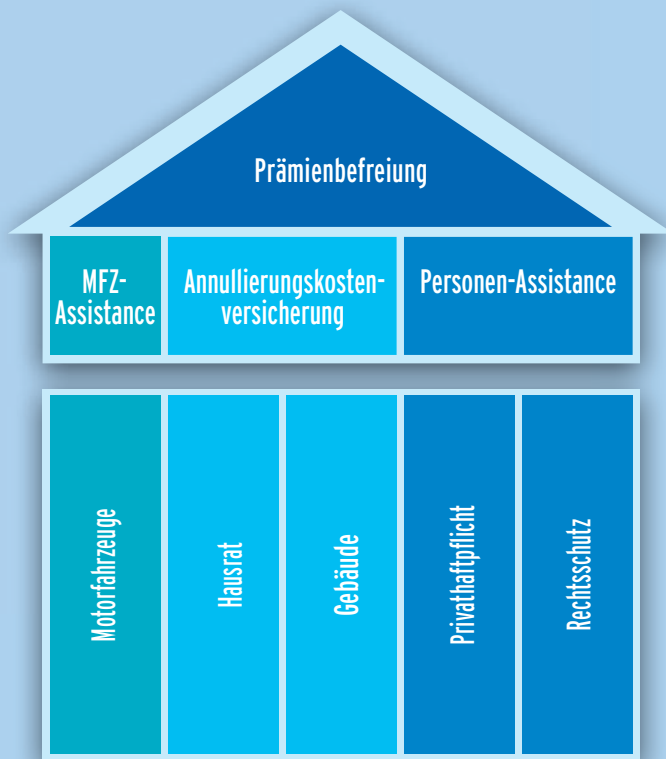 Prämienbefreiung
MFZ-
Assistance
Annullierungskosten-
versicherung
Personen-Assistance
Motorfahrzeuge
Hausrat
Gebäude
Privathaftpflicht
Rechtsschutz